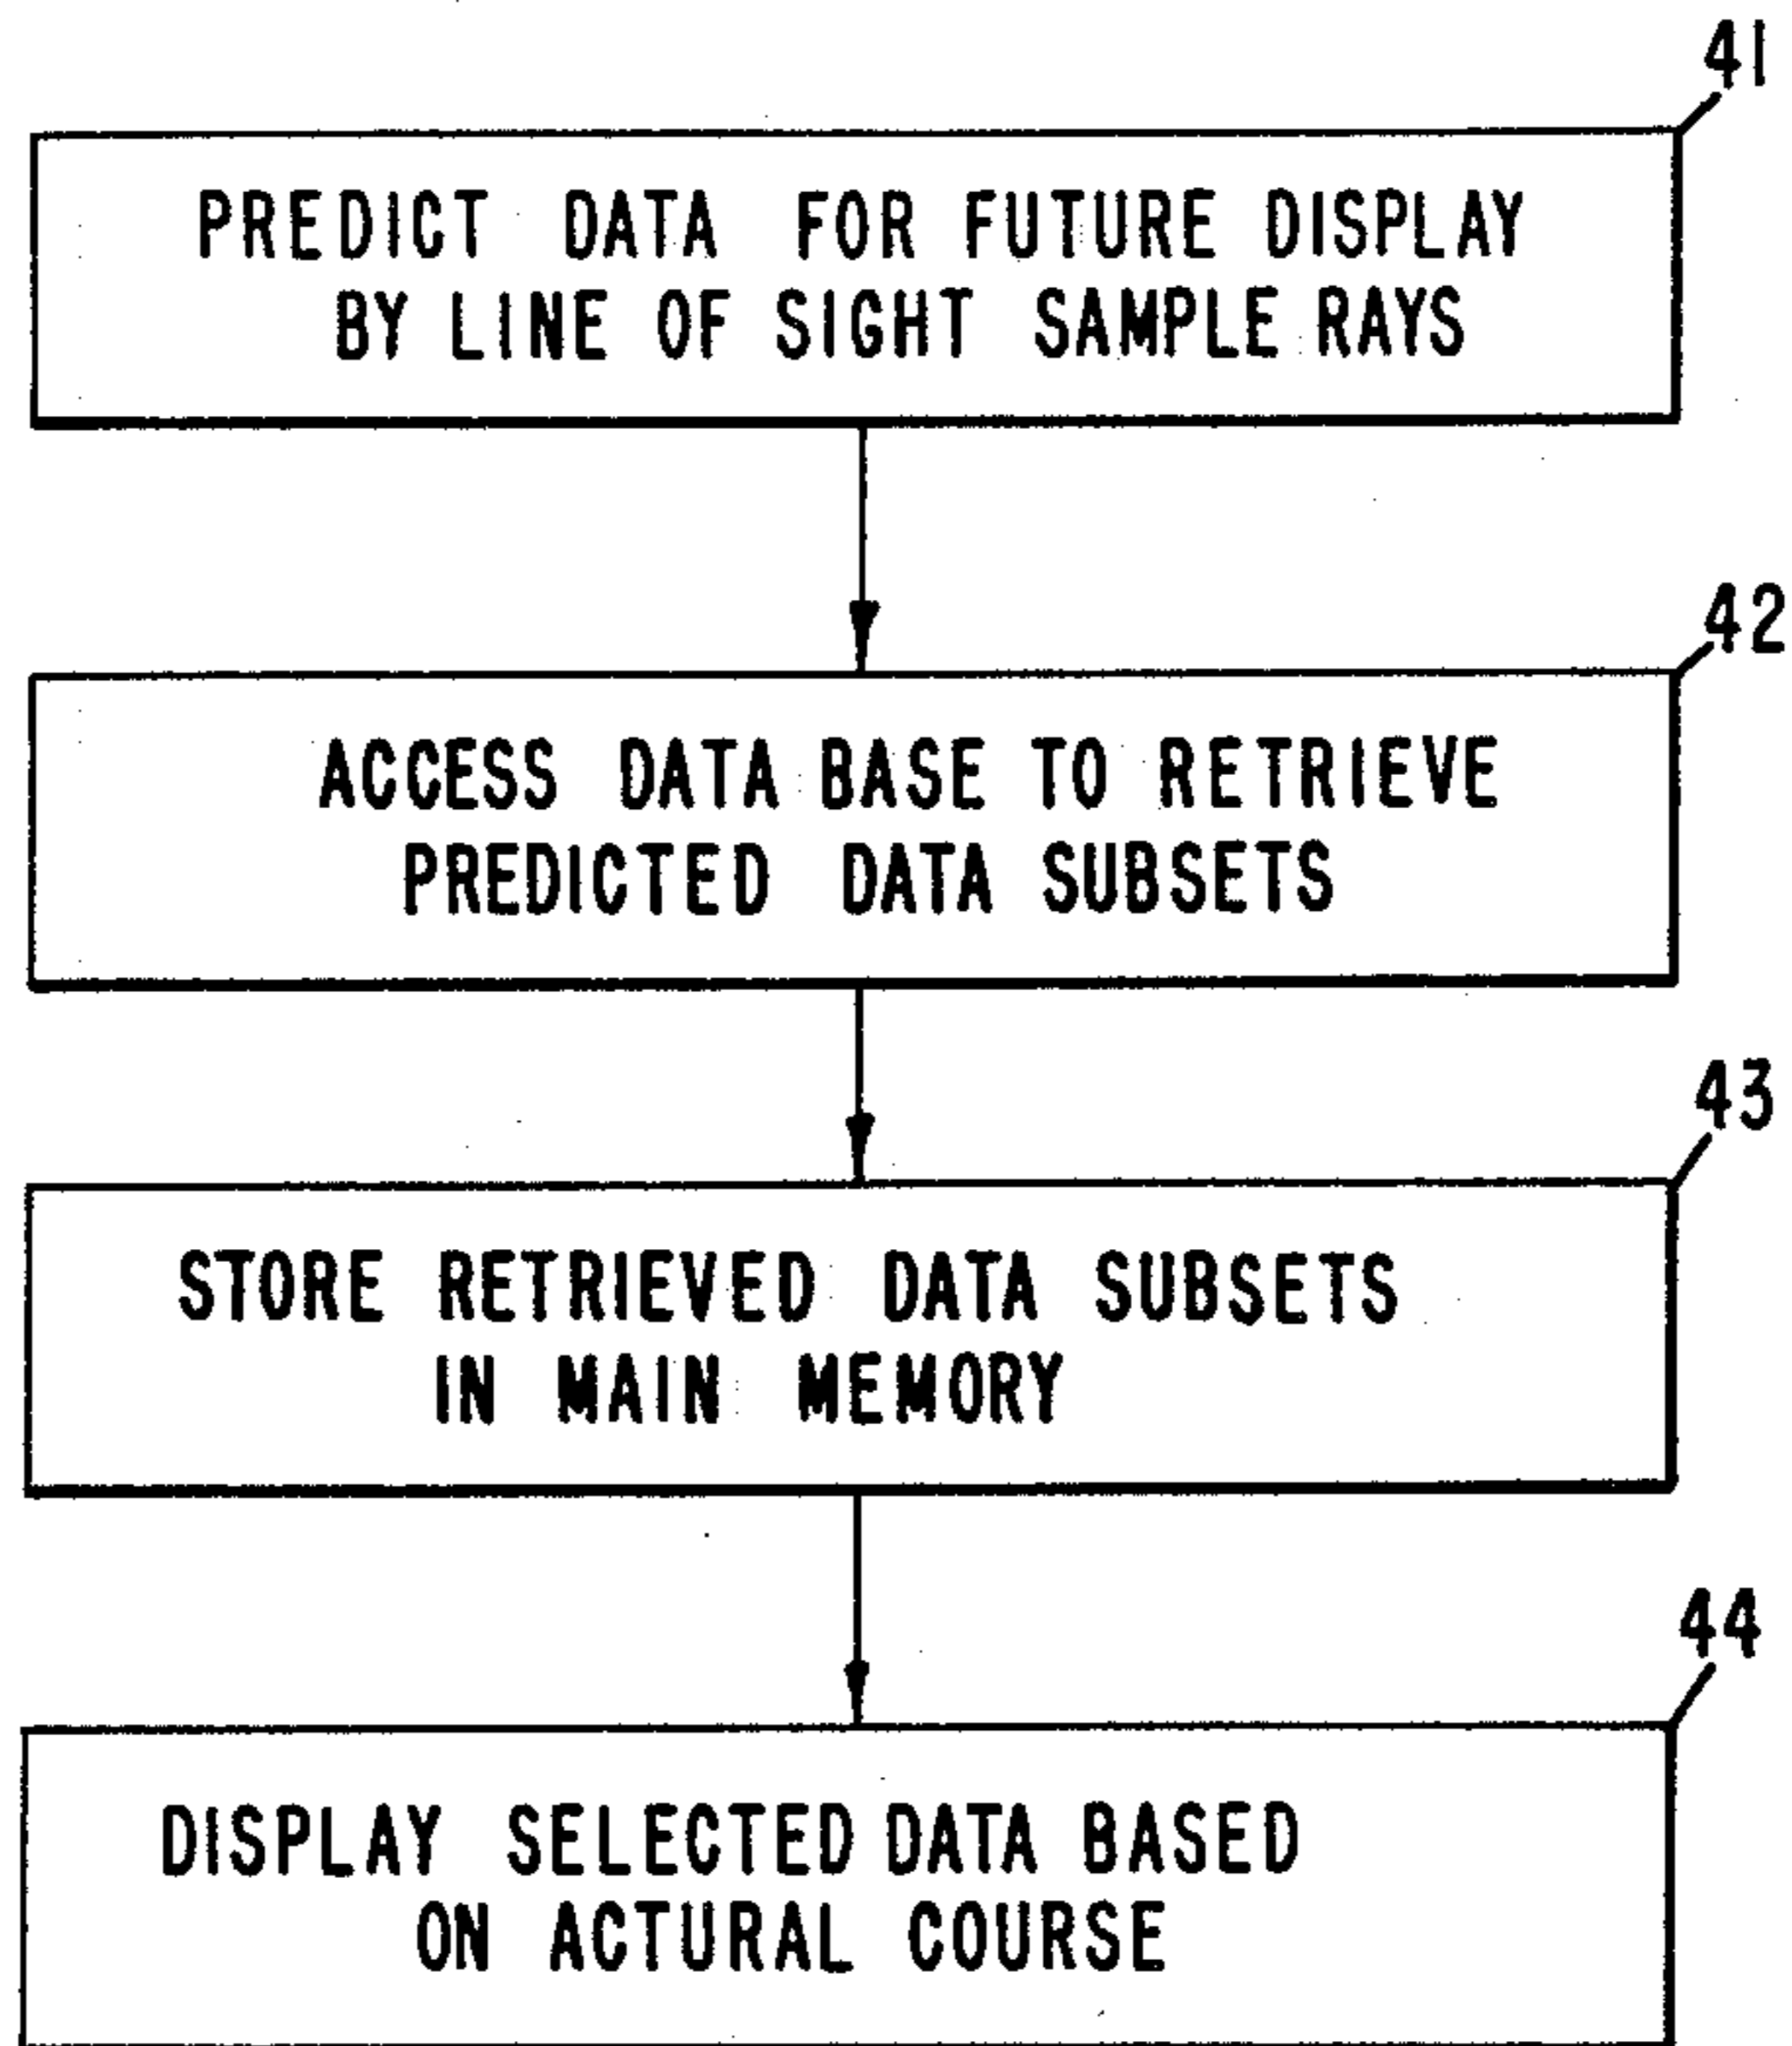 41
PREDICT DATA FOR FUTURE DISPLAY
BY LINE OF SIGHT SAMPLE RAYS
42
ACCESS DATA BASE TO RETRIEVE
PREDICTED DATA SUBSETS
43
STORE RETRIEVED DATA SUBSETS
IN MAIN MEMORY
44
DISPLAY SELECTED DATA BASED
ON ACTURAL COURSE